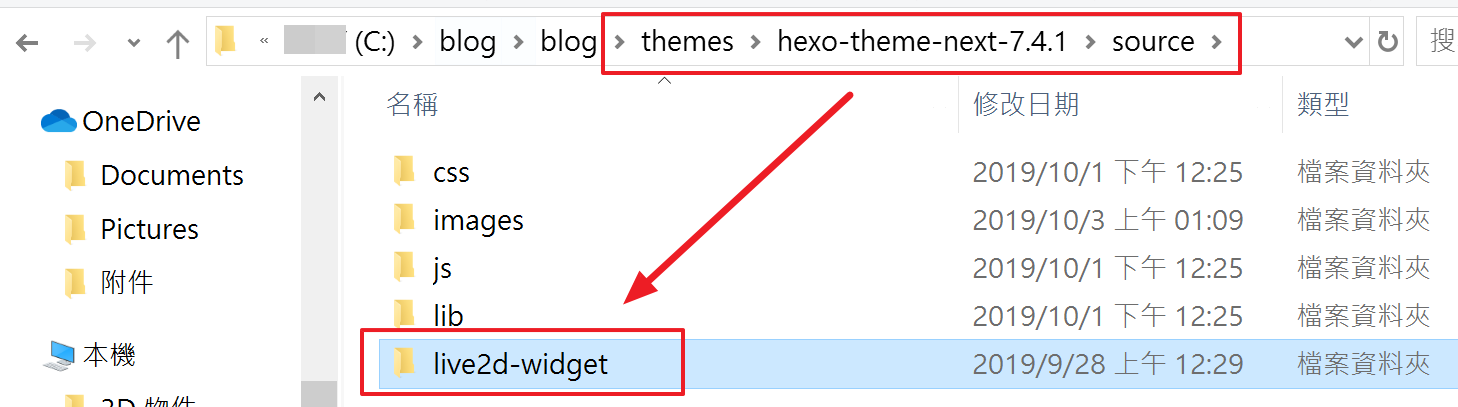 « (C:) > blog > blog > themes > hexo-theme-next-7.4.1 > source > 搜
名稱 修改日期 類型
OneDrive
Documents
Pictures
附件
本機
3D 物件
css 2019/10/1 下午 12:25 檔案資料夾
images 2019/10/3 上午 01:09 檔案資料夾
js 2019/10/1 下午 12:25 檔案資料夾
lib 2019/10/1 下午 12:25 檔案資料夾
live2d-widget 2019/9/28 上午 12:29 檔案資料夾